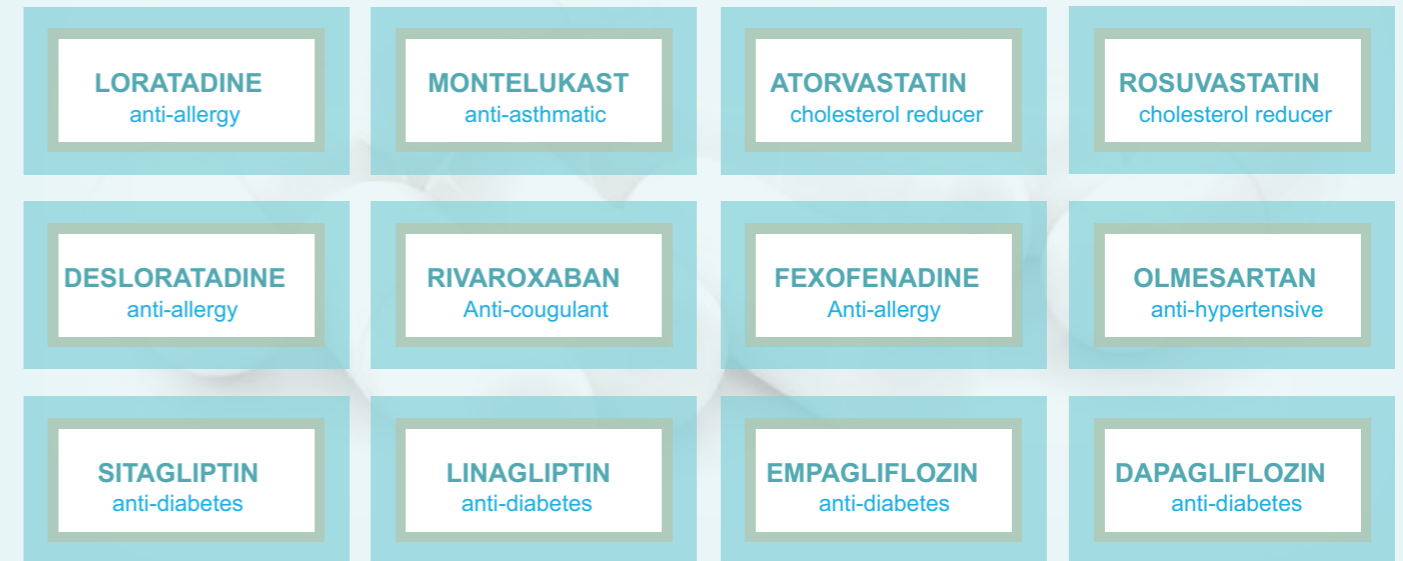 LORATADINE
anti-allergy
MONTELUKAST
anti-asthmatic
ATORVASTATIN
cholesterol reducer
ROSUVASTATIN
cholesterol reducer
DESLORATADINE
anti-allergy
RIVAROXABAN
Anti-cougulant
FEXOFENADINE
Anti-allergy
OLMESARTAN
anti-hypertensive
SITAGLIPTIN
anti-diabetes
LINAGLIPTIN
anti-diabetes
EMPAGLIFLOZIN
anti-diabetes
DAPAGLIFLOZIN
anti-diabetes